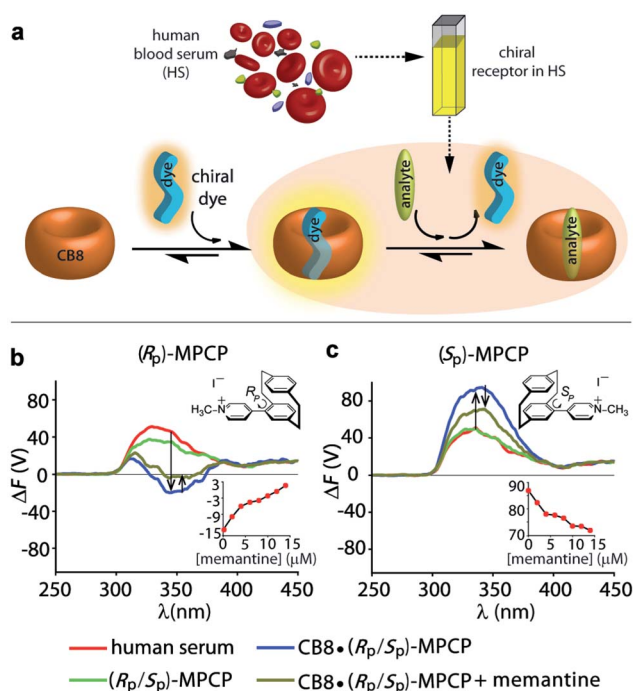 a
human
blood serum
(HS)
chiral
receptor in HS
dye
chiral
dye
analyte
dye
CB8
dye
analyte
b
(Rp)-MPCP
80
40
0
-40
-80
ΔF (V)
I−
H3C
N
+
Rp
3
-3
-9
-15
0 5 10 15
[memantine] (μM)
250 300 350 400 450
λ(nm)
c
(Sp)-MPCP
80
40
0
-40
-80
ΔF (V)
Sp
I−
+
N
CH3
90
80
70
0 5 10 15
[memantine] (μM)
250 300 350 400 450
λ (nm)
human serum
CB8•(Rp/Sp)-MPCP
(Rp/Sp)-MPCP
CB8•(Rp/Sp)-MPCP + memantine